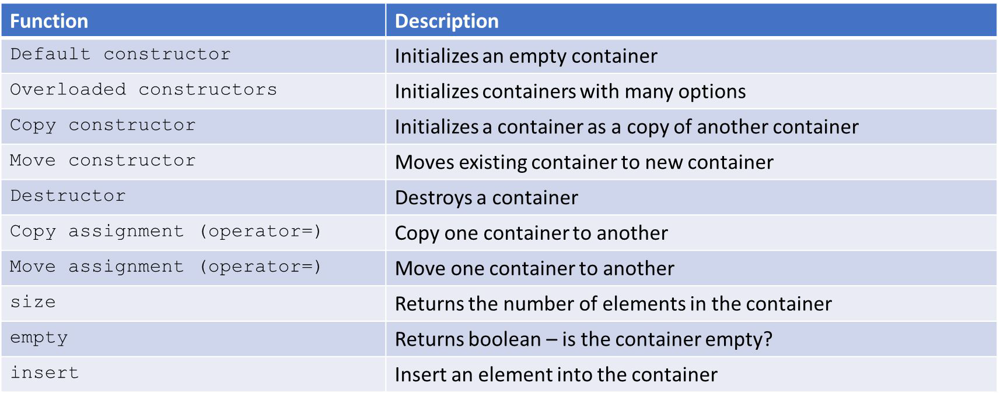 Function Description
Default constructor Initializes an empty container
Overloaded constructors Initializes containers with many options
Copy constructor Initializes a container as a copy of another container
Move constructor Moves existing container to new container
Destructor Destroys a container
Copy assignment (operator=) Copy one container to another
Move assignment (operator=) Move one container to another
size Returns the number of elements in the container
empty Returns boolean – is the container empty?
insert Insert an element into the container